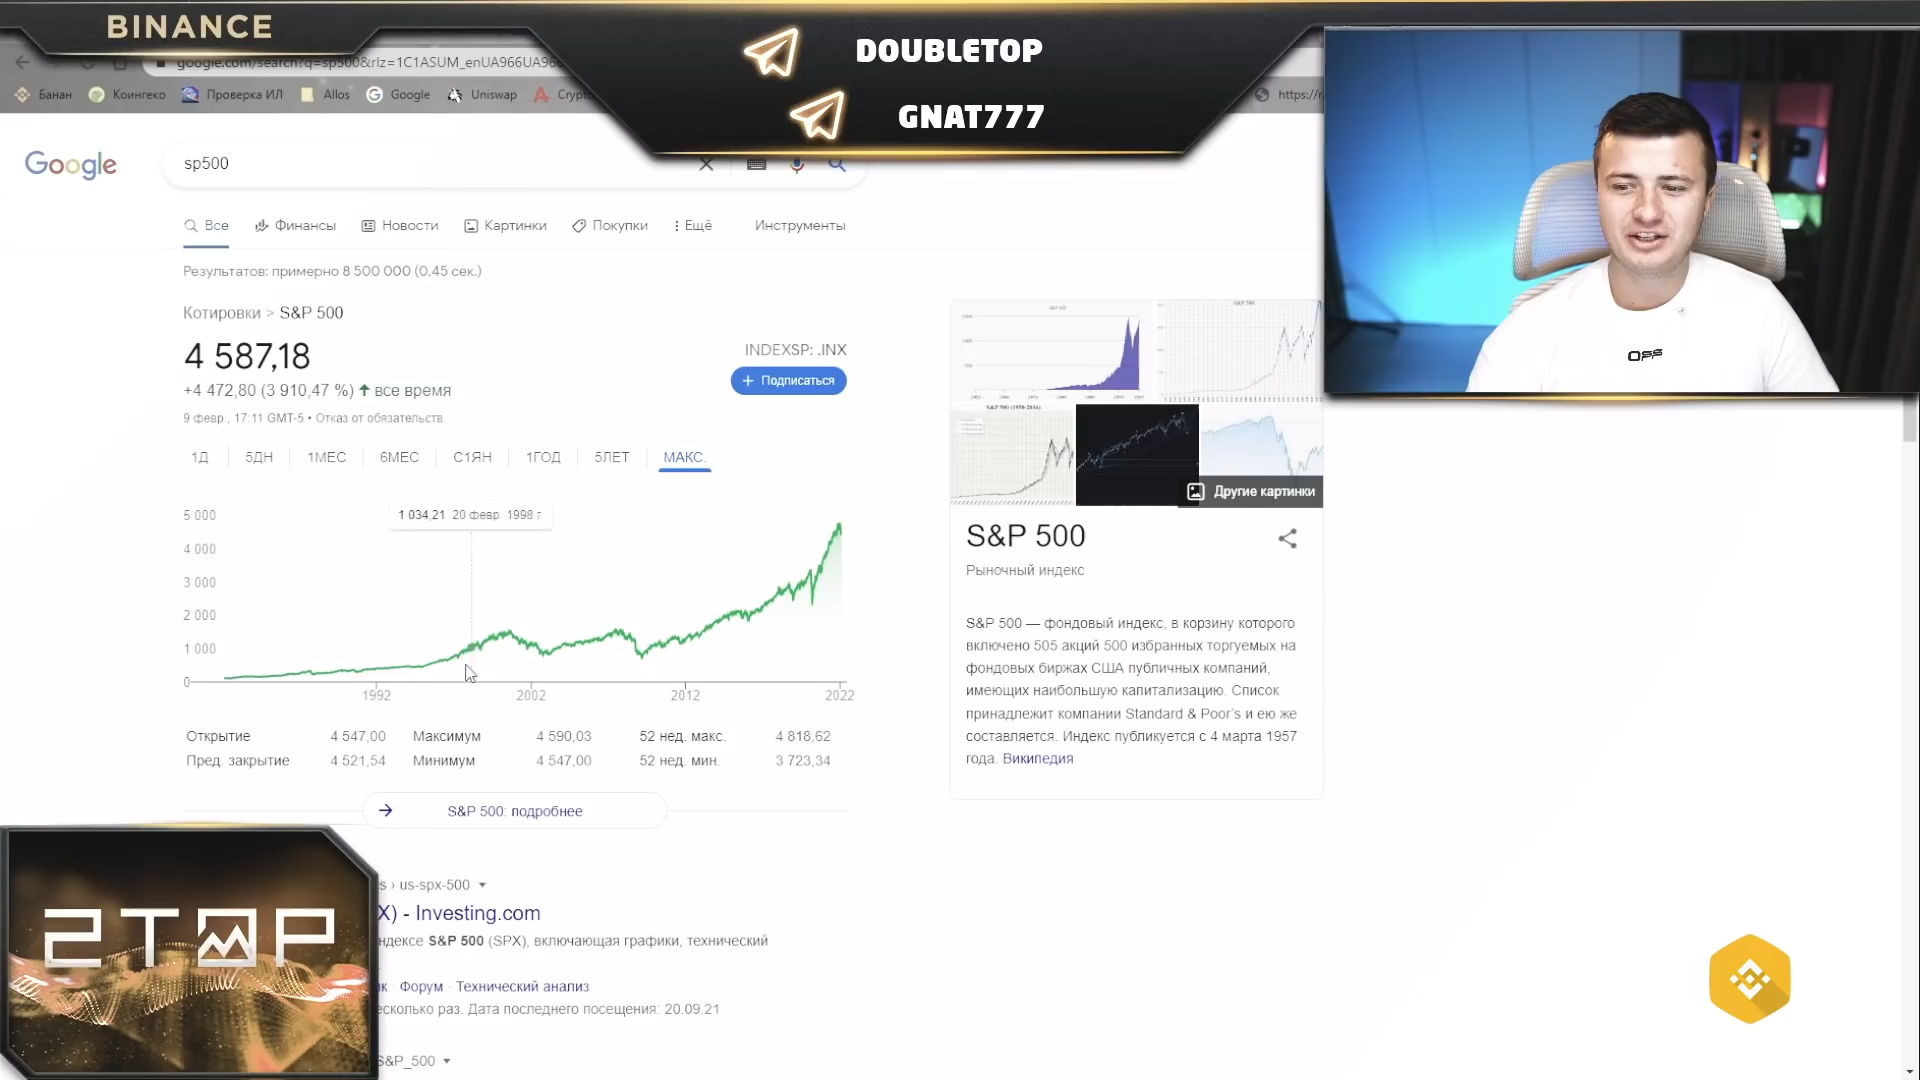 BINANCE
DOUBLETOP
GNAT777
google.com/search?q=sp500&rlz=1C1ASUM_enUA966UA96
Банан
Коингеко
Проверка ИЛ
Allos
Google
Uniswap
Crypto
https://r
Google
sp500
Все
Финансы
Новости
Картинки
Покупки
Ещё
Инструменты
Результатов: примерно 8 500 000 (0,45 сек.)
Котировки > S&P 500
4 587,18
INDEXSP: .INX
+4 472,80 (3 910,47 %) ↑ все время
+ Подписаться
9 февр., 17:11 GMT-5 • Отказ от обязательств
1Д 5ДН 1МЕС 6МЕС С1ЯН 1ГОД 5ЛЕТ МАКС.
1 034,21 20 февр. 1998 г
5 000
4 000
3 000
2 000
1 000
0
1992 2002 2012 2022
Открытие 4 547,00 Максимум 4 590,03 52 нед. макс. 4 818,62
Пред. закрытие 4 521,54 Минимум 4 547,00 52 нед. мин. 3 723,34
S&P 500: подробнее
Другие картинки
S&P 500
Рыночный индекс
S&P 500 — фондовый индекс, в корзину которого
включено 505 акций 500 избранных торгуемых на
фондовых биржах США публичных компаний,
имеющих наибольшую капитализацию. Список
принадлежит компании Standard & Poor's и ею же
составляется. Индекс публикуется с 4 марта 1957
года. Википедия
s › us-spx-500
X) - Investing.com
ндексе S&P 500 (SPX), включающая графики, технический
к · Форум · Технический анализ
есколько раз. Дата последнего посещения: 20.09.21
S&P_500
2TOP
OFF